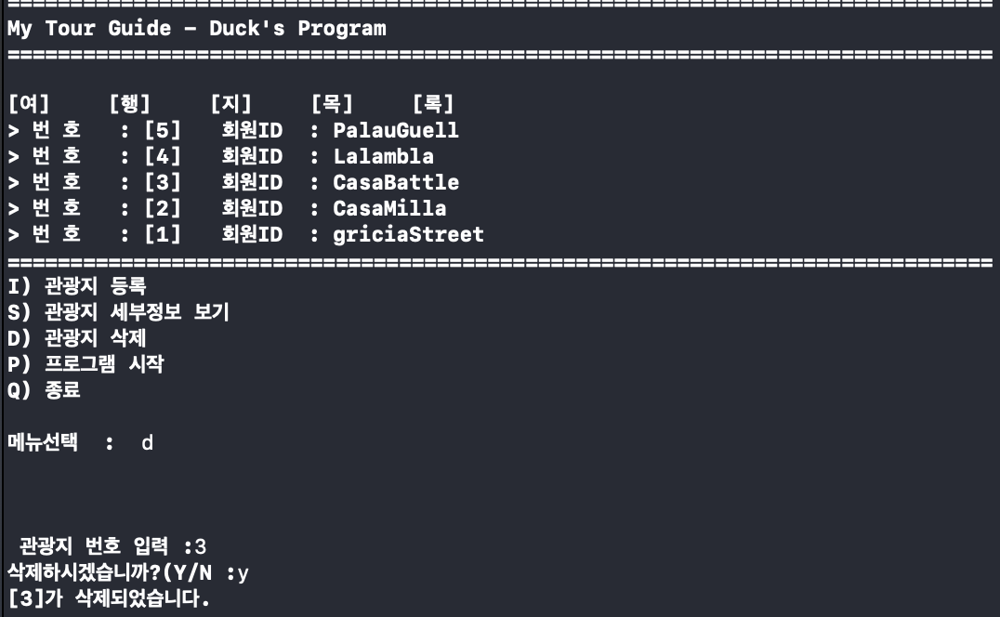 ================================================================================
My Tour Guide - Duck's Program
================================================================================
[여] [행] [지] [목] [록]
> 번 호 : [5] 회원ID : PalauGuell
> 번 호 : [4] 회원ID : Lalambla
> 번 호 : [3] 회원ID : CasaBattle
> 번 호 : [2] 회원ID : CasaMilla
> 번 호 : [1] 회원ID : griciaStreet
================================================================================
I) 관광지 등록
S) 관광지 세부정보 보기
D) 관광지 삭제
P) 프로그램 시작
Q) 종료
메뉴선택 : d
관광지 번호 입력 :3
삭제하시겠습니까?(Y/N :y
[3]가 삭제되었습니다.